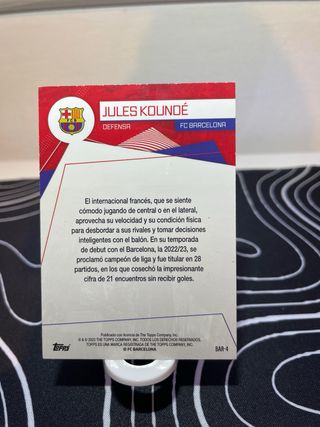 JULES KOUNDÉ
DEFENSA
FC BARCELONA
El internacional francés, que se siente
cómodo jugando de central o en el lateral,
aprovecha su velocidad y su condición física
para desbordar a sus rivales y tomar decisiones
inteligentes con el balón. En su temporada
de debut con el Barcelona, la 2022/23, se
proclamó campeón de liga y fue titular en 28
partidos, en los que cosechó la impresionante
cifra de 21 encuentros sin recibir goles.
Publicado con licencia de The Topps Company, Inc.
® & © 2023 THE TOPPS COMPANY, INC. TODOS LOS DERECHOS RESERVADOS.
TOPPS ES UNA MARCA REGISTRADA DE THE TOPPS COMPANY, INC.
© FC BARCELONA
Topps
BAR-4